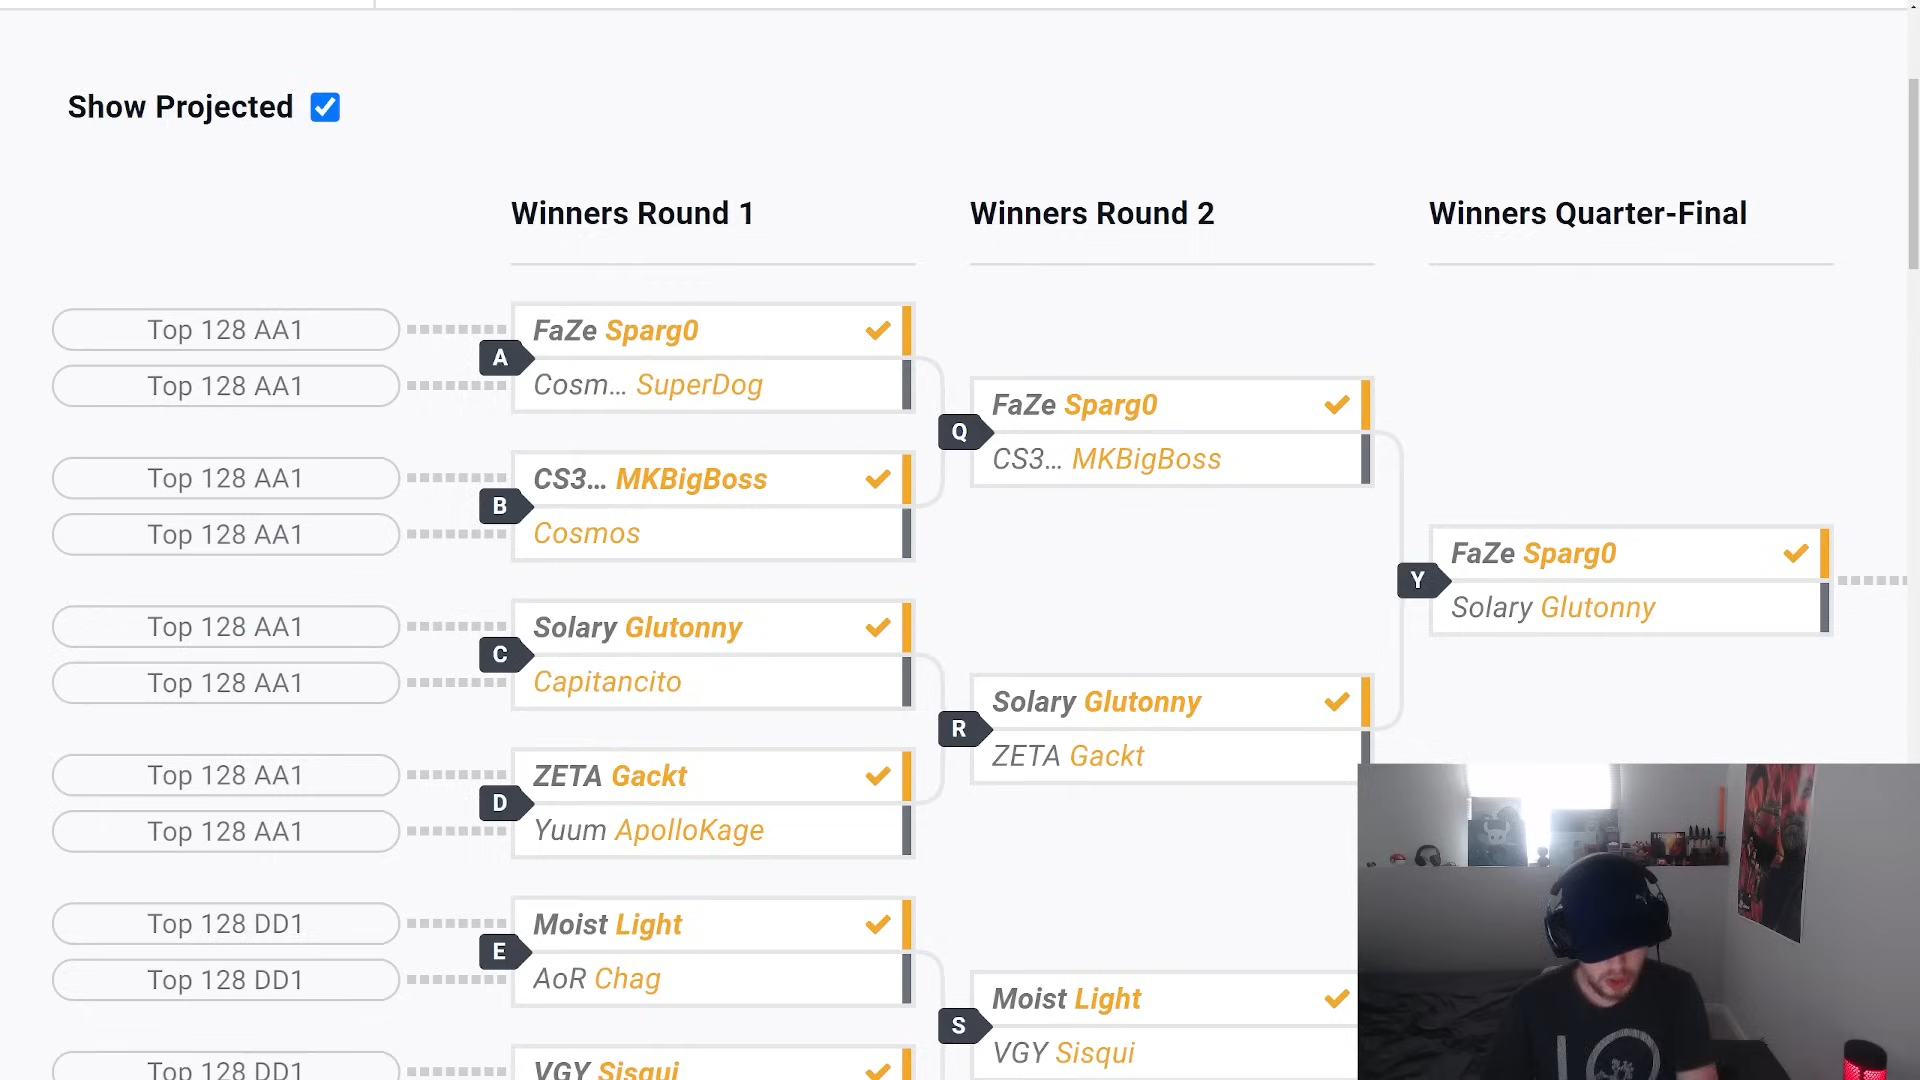 Show Projected
Winners Round 1
Winners Round 2
Winners Quarter-Final
Top 128 AA1
Top 128 AA1
A
FaZe Sparg0
Cosm... SuperDog
Top 128 AA1
Top 128 AA1
B
CS3... MKBigBoss
Cosmos
Q
FaZe Sparg0
CS3... MKBigBoss
Top 128 AA1
Top 128 AA1
C
Solary Glutonny
Capitancito
Top 128 AA1
Top 128 AA1
D
ZETA Gackt
Yuum ApolloKage
R
Solary Glutonny
ZETA Gackt
Y
FaZe Sparg0
Solary Glutonny
Top 128 DD1
Top 128 DD1
E
Moist Light
AoR Chag
Top 128 DD1
VGY Sisqui
S
Moist Light
VGY Sisqui